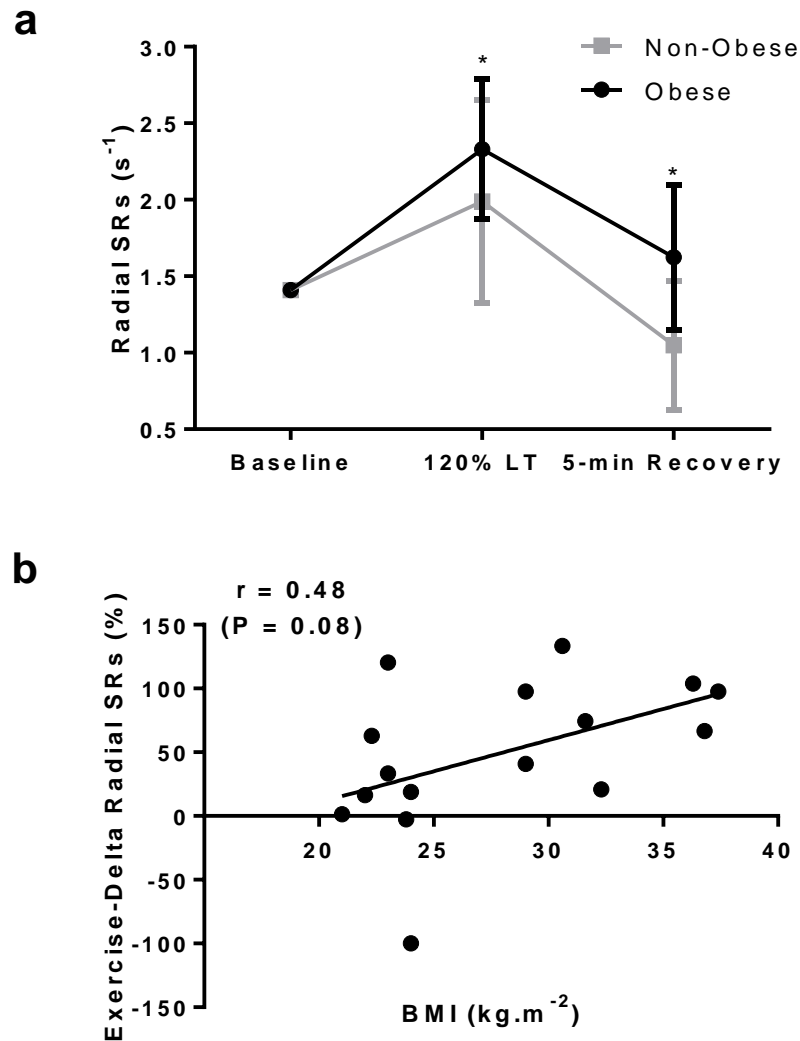 a
Non-Obese
Obese
*
*
Radial SRs (s⁻¹)
3.0
2.5
2.0
1.5
1.0
0.5
Baseline 120% LT 5-min Recovery
b
r = 0.48
(P = 0.08)
Exercise-Delta Radial SRs (%)
150
100
50
0
-50
-100
-150
20 25 30 35 40
BMI (kg.m⁻²)